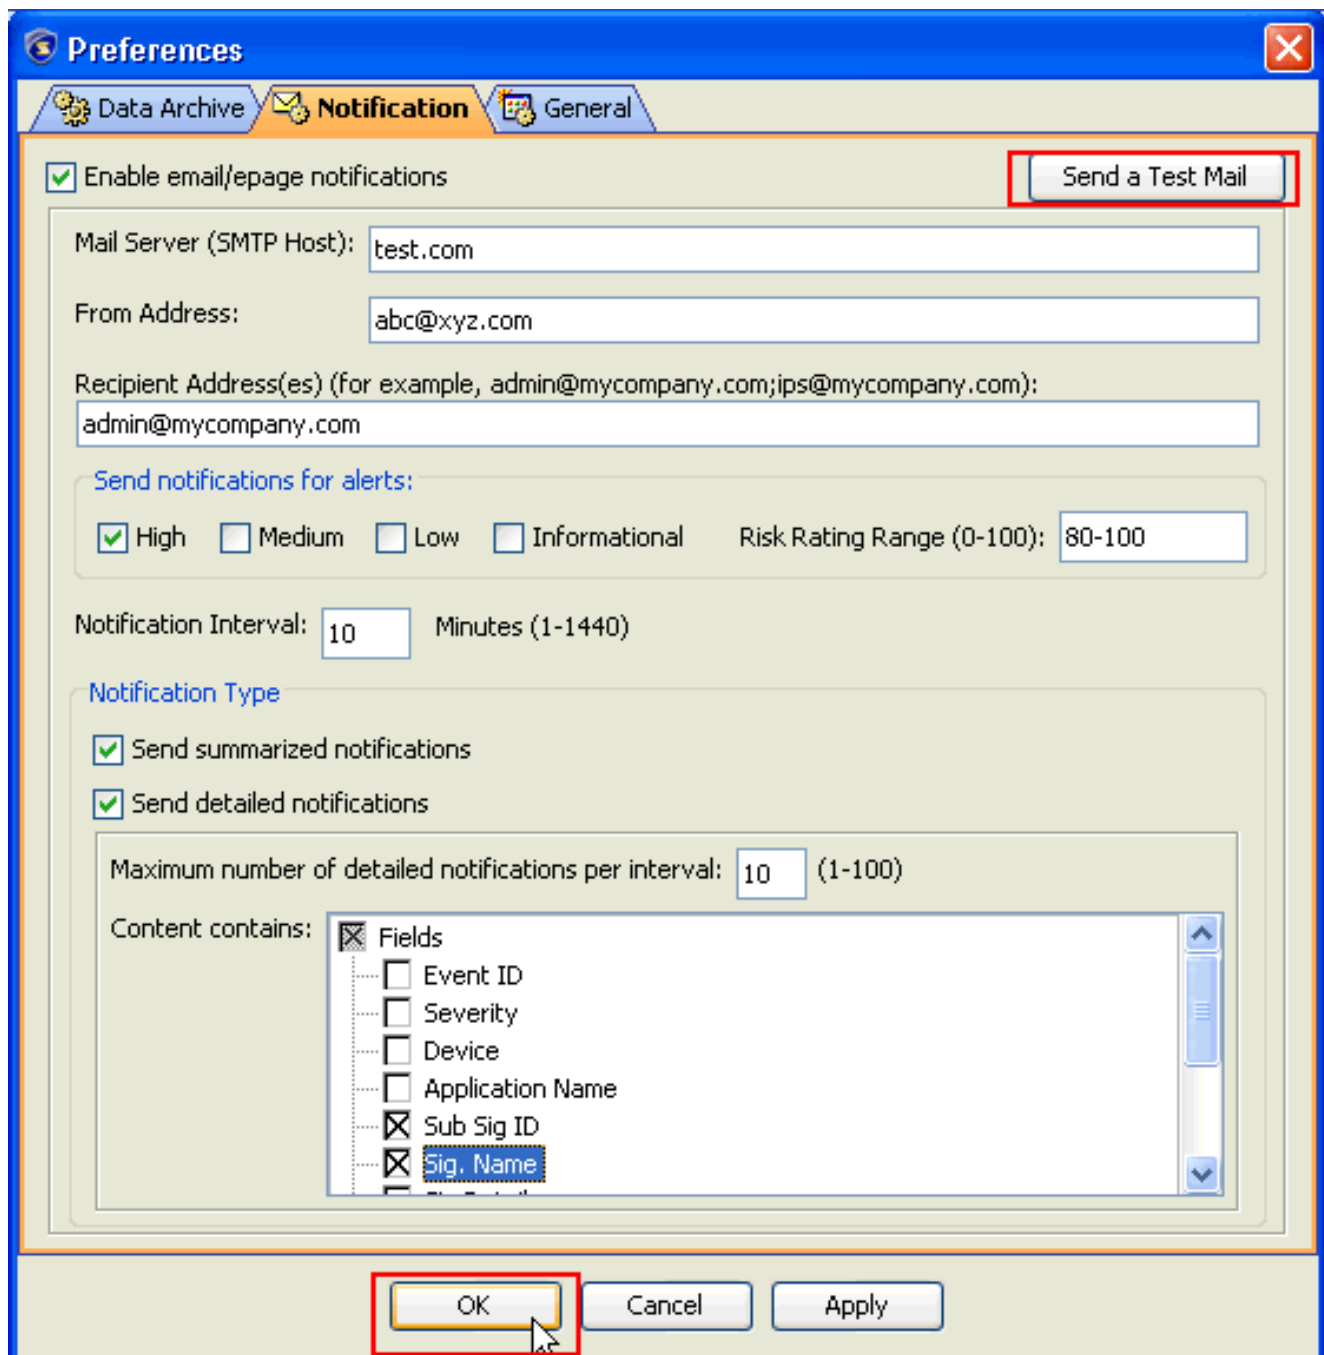 Preferences
Data Archive
Notification
General
Enable email/epage notifications
Send a Test Mail
Mail Server (SMTP Host): test.com
From Address: abc@xyz.com
Recipient Address(es) (for example, admin@mycompany.com;ips@mycompany.com):
admin@mycompany.com
Send notifications for alerts:
High Medium Low Informational Risk Rating Range (0-100): 80-100
Notification Interval: 10 Minutes (1-1440)
Notification Type
Send summarized notifications
Send detailed notifications
Maximum number of detailed notifications per interval: 10 (1-100)
Content contains: Fields
Event ID
Severity
Device
Application Name
Sub Sig ID
Sig. Name
OK Cancel Apply